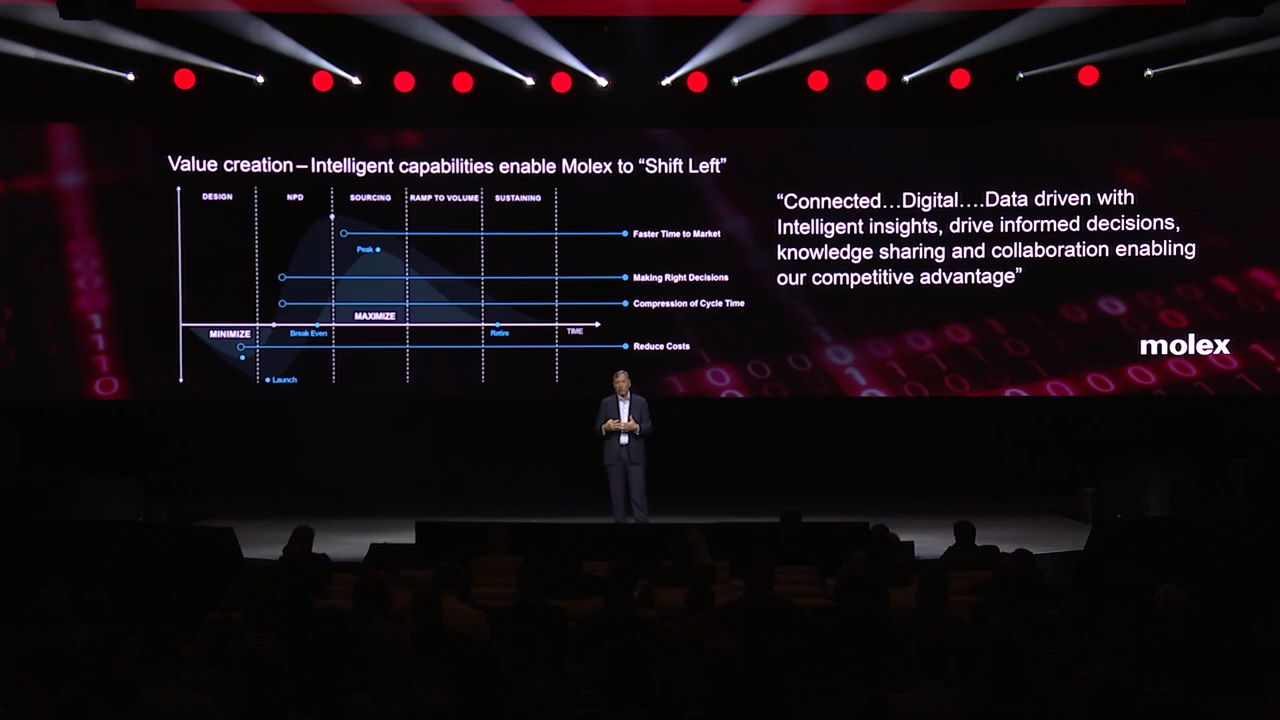 Value creation – Intelligent capabilities enable Molex to “Shift Left”
DESIGN
NPD
SOURCING
RAMP TO VOLUME
SUSTAINING
Faster Time to Market
Peak
Making Right Decisions
Compression of Cycle Time
MAXIMIZE
MINIMIZE
Break Even
Retire
TIME
Reduce Costs
Launch
“Connected…Digital….Data driven with
Intelligent insights, drive informed decisions,
knowledge sharing and collaboration enabling
our competitive advantage”
molex